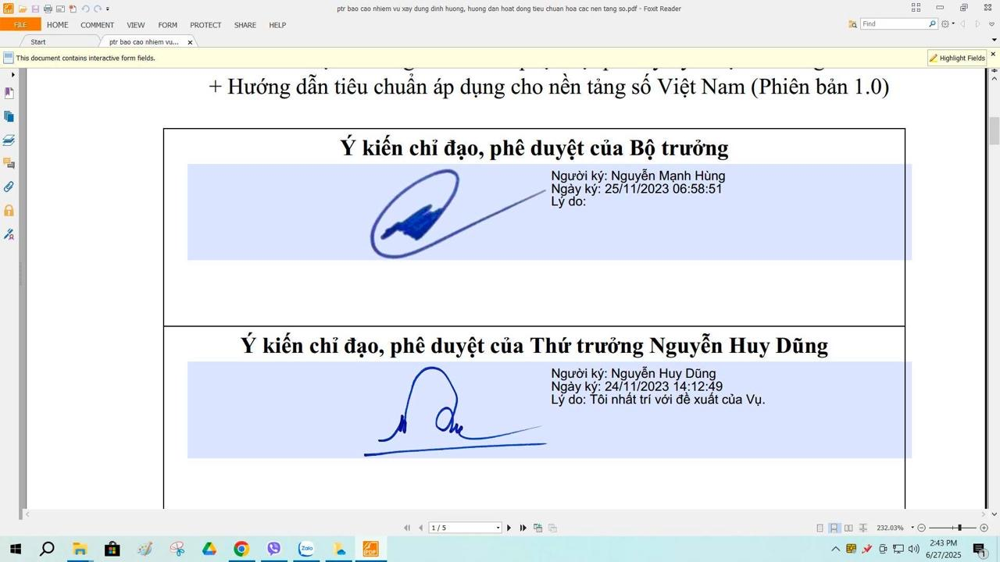 ptr bao cao nhiem vu xay dung dinh huong, huong dan hoat dong tieu chuan hoa cac nen tang so.pdf - Foxit Reader
FILE HOME COMMENT VIEW FORM PROTECT SHARE HELP
Find
Start ptr bao cao nhiem vu...
This document contains interactive form fields.
Highlight Fields
+ Hướng dẫn tiêu chuẩn áp dụng cho nền tảng số Việt Nam (Phiên bản 1.0)
Ý kiến chỉ đạo, phê duyệt của Bộ trưởng
Người ký: Nguyễn Mạnh Hùng
Ngày ký: 25/11/2023 06:58:51
Lý do:
Ý kiến chỉ đạo, phê duyệt của Thứ trưởng Nguyễn Huy Dũng
Người ký: Nguyễn Huy Dũng
Ngày ký: 24/11/2023 14:12:49
Lý do: Tôi nhất trí với đề xuất của Vụ.
1 / 5
232.03%
Zalo
PDF
2:43 PM
6/27/2025
1